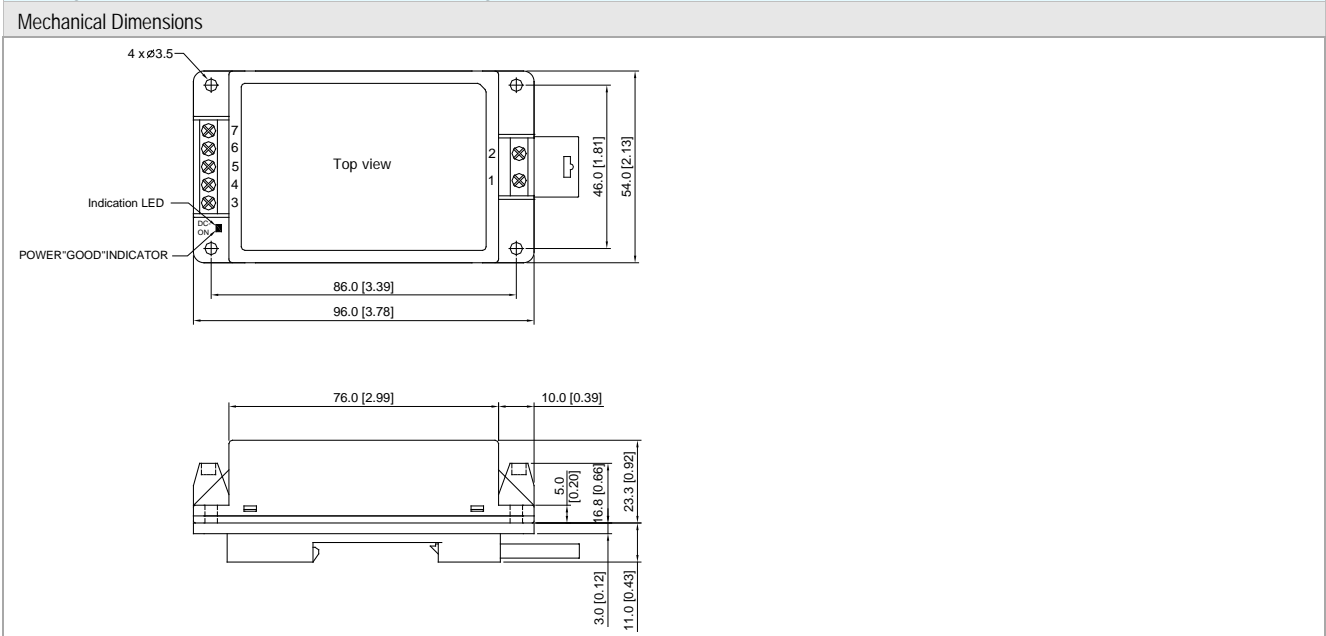 Mechanical Dimensions
4 x ø3.5
7
6
5
4
3
Top view
2
1
46.0 [1.81]
54.0 [2.13]
Indication LED
DC
ON
POWER"GOOD"INDICATOR
86.0 [3.39]
96.0 [3.78]
76.0 [2.99]
10.0 [0.39]
5.0
[0.20]
16.8 [0.66]
23.3 [0.92]
3.0 [0.12]
11.0 [0.43]